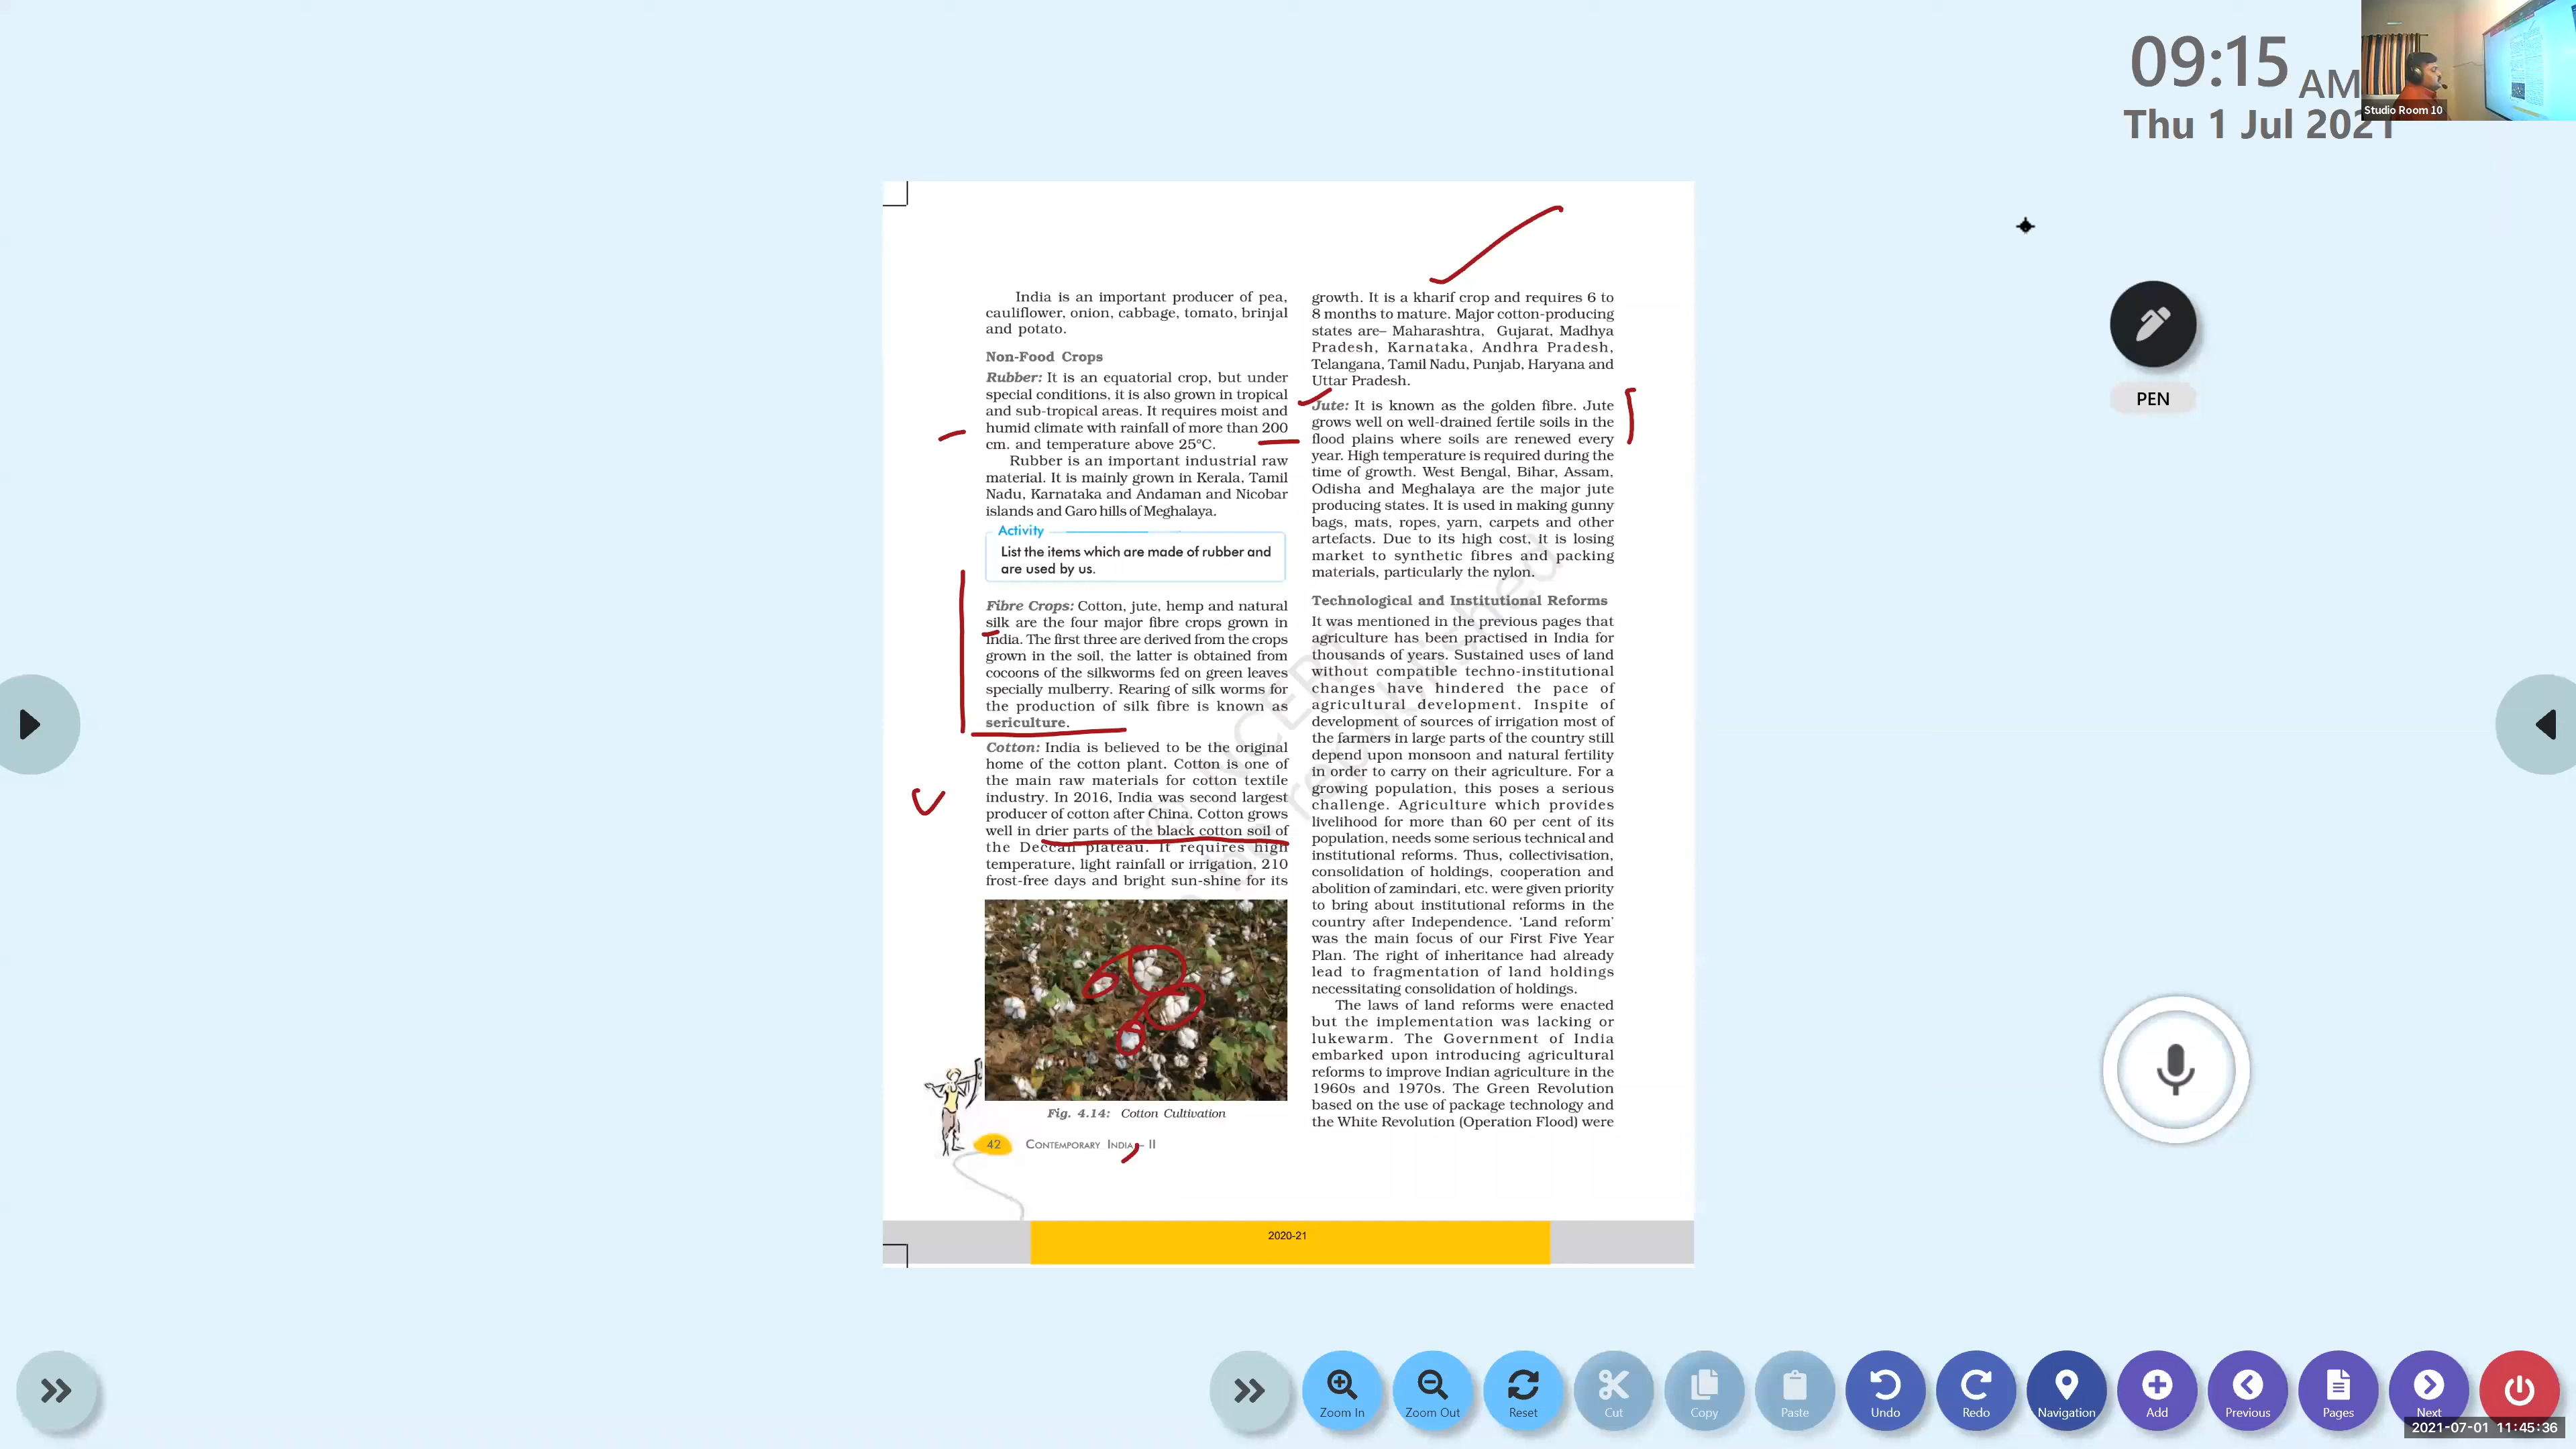 09:15 AM
Thu 1 Jul 2021
Studio Room 10
PEN
India is an important producer of pea,
cauliflower, onion, cabbage, tomato, brinjal
and potato.
Non-Food Crops
Rubber: It is an equatorial crop, but under
special conditions, it is also grown in tropical
and sub-tropical areas. It requires moist and
humid climate with rainfall of more than 200
cm. and temperature above 25°C.
Rubber is an important industrial raw
material. It is mainly grown in Kerala, Tamil
Nadu, Karnataka and Andaman and Nicobar
islands and Garo hills of Meghalaya.
Activity
List the items which are made of rubber and
are used by us.
Fibre Crops: Cotton, jute, hemp and natural
silk are the four major fibre crops grown in
India. The first three are derived from the crops
grown in the soil, the latter is obtained from
cocoons of the silkworms fed on green leaves
specially mulberry. Rearing of silk worms for
the production of silk fibre is known as
sericulture.
Cotton: India is believed to be the original
home of the cotton plant. Cotton is one of
the main raw materials for cotton textile
industry. In 2016, India was second largest
producer of cotton after China. Cotton grows
well in drier parts of the black cotton soil of
the Deccan plateau. It requires high
temperature, light rainfall or irrigation, 210
frost-free days and bright sun-shine for its
Fig. 4.14: Cotton Cultivation
42 CONTEMPORARY INDIA – II
growth. It is a kharif crop and requires 6 to
8 months to mature. Major cotton-producing
states are– Maharashtra, Gujarat, Madhya
Pradesh, Karnataka, Andhra Pradesh,
Telangana, Tamil Nadu, Punjab, Haryana and
Uttar Pradesh.
Jute: It is known as the golden fibre. Jute
grows well on well-drained fertile soils in the
flood plains where soils are renewed every
year. High temperature is required during the
time of growth. West Bengal, Bihar, Assam,
Odisha and Meghalaya are the major jute
producing states. It is used in making gunny
bags, mats, ropes, yarn, carpets and other
artefacts. Due to its high cost, it is losing
market to synthetic fibres and packing
materials, particularly the nylon.
Technological and Institutional Reforms
It was mentioned in the previous pages that
agriculture has been practised in India for
thousands of years. Sustained uses of land
without compatible techno-institutional
changes have hindered the pace of
agricultural development. Inspite of
development of sources of irrigation most of
the farmers in large parts of the country still
depend upon monsoon and natural fertility
in order to carry on their agriculture. For a
growing population, this poses a serious
challenge. Agriculture which provides
livelihood for more than 60 per cent of its
population, needs some serious technical and
institutional reforms. Thus, collectivisation,
consolidation of holdings, cooperation and
abolition of zamindari, etc. were given priority
to bring about institutional reforms in the
country after Independence. ‘Land reform’
was the main focus of our First Five Year
Plan. The right of inheritance had already
lead to fragmentation of land holdings
necessitating consolidation of holdings.
The laws of land reforms were enacted
but the implementation was lacking or
lukewarm. The Government of India
embarked upon introducing agricultural
reforms to improve Indian agriculture in the
1960s and 1970s. The Green Revolution
based on the use of package technology and
the White Revolution (Operation Flood) were
© NCERT
be republished
2020-21
Zoom In Zoom Out Reset Cut Copy Paste Undo Redo Navigation Add Previous Pages Next
2021-07-01 11:45:36